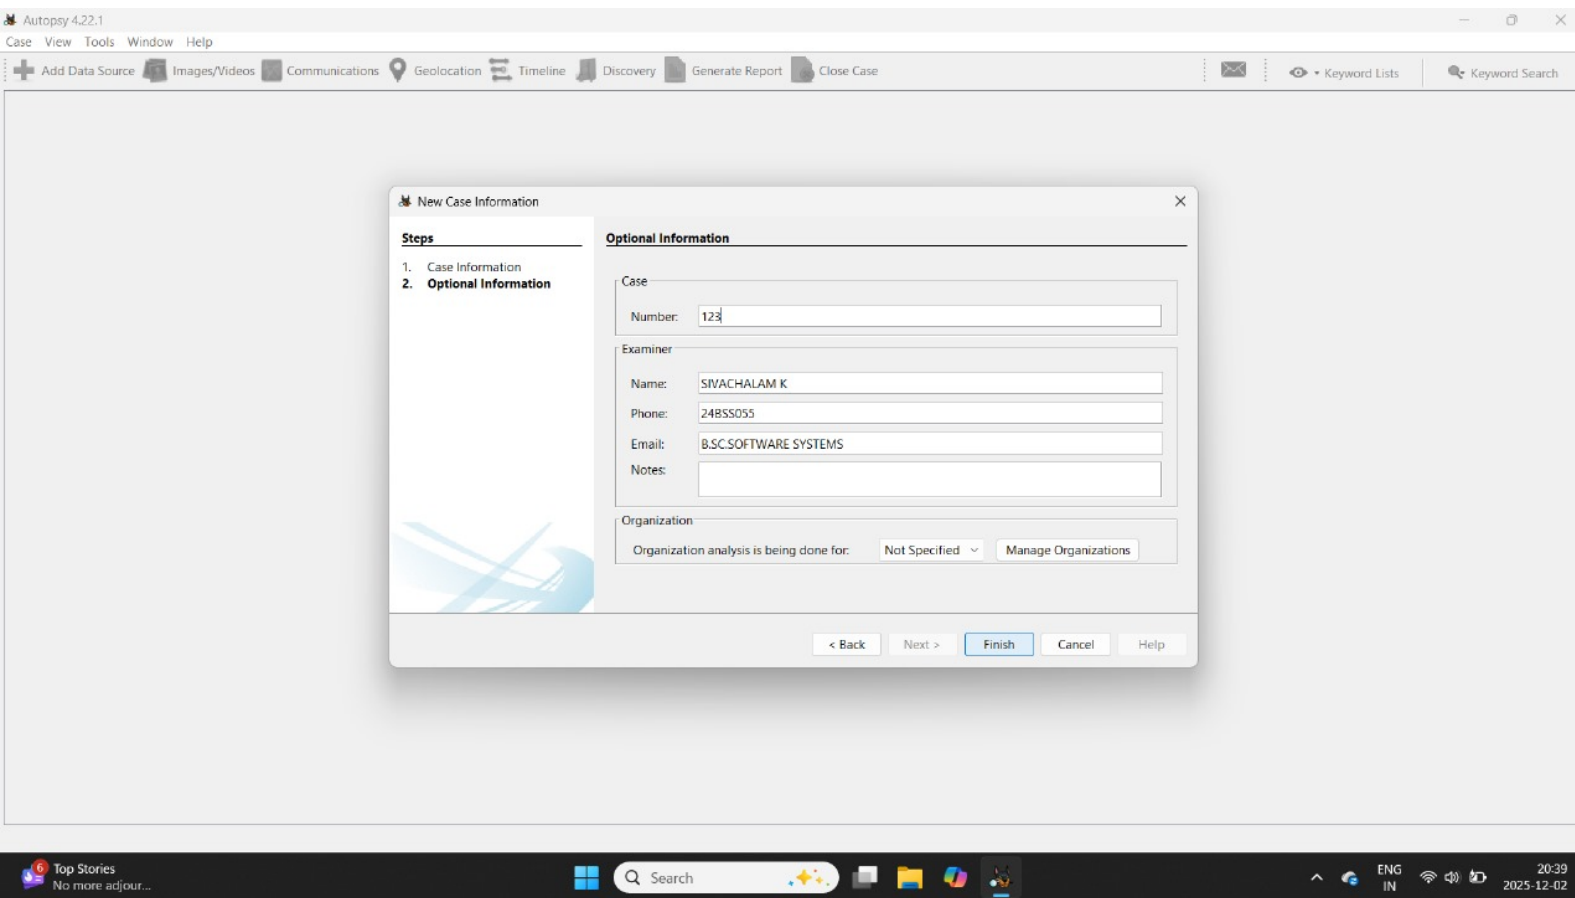 Autopsy 4.22.1
Case View Tools Window Help
Add Data Source Images/Videos Communications Geolocation Timeline Discovery Generate Report Close Case Keyword Lists Keyword Search
New Case Information
Steps
1. Case Information
2. Optional Information
Optional Information
Case
Number: 123
Examiner
Name: SIVACHALAM K
Phone: 24BSS055
Email: B.SC.SOFTWARE SYSTEMS
Notes:
Organization
Organization analysis is being done for: Not Specified Manage Organizations
< Back Next > Finish Cancel Help
6
Top Stories
No more adjour...
Search
ENG
IN
20:39
2025-12-02